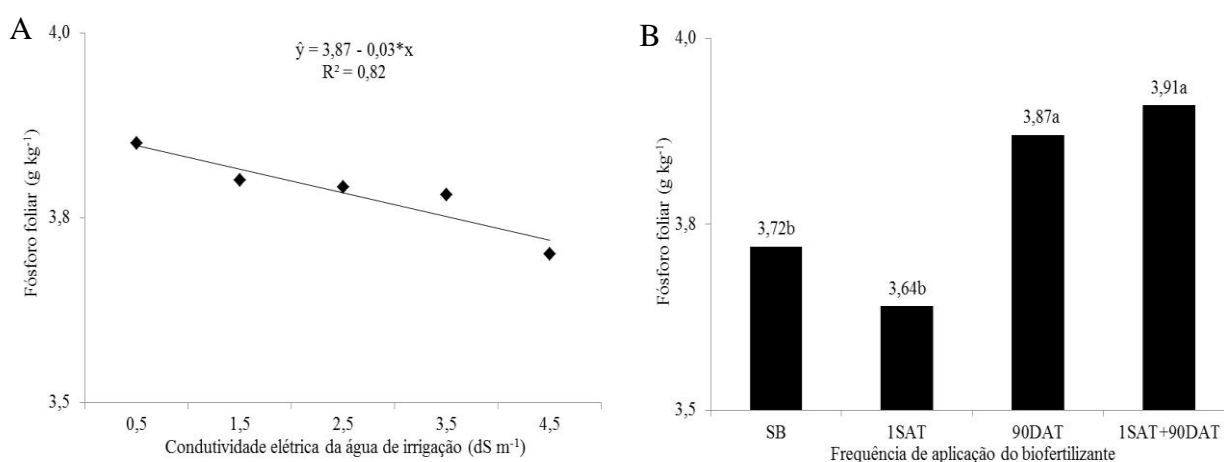 A
4,0
3,8
3,5
Fósforo foliar (g kg⁻¹)
ŷ = 3,87 - 0,03*x
R² = 0,82
0,5 1,5 2,5 3,5 4,5
Condutividade elétrica da água de irrigação (dS m⁻¹)
B
4,0
3,8
3,5
Fósforo foliar (g kg⁻¹)
3,72b
3,64b
3,87a
3,91a
SB 1SAT 90DAT 1SAT+90DAT
Frequência de aplicação do biofertilizante